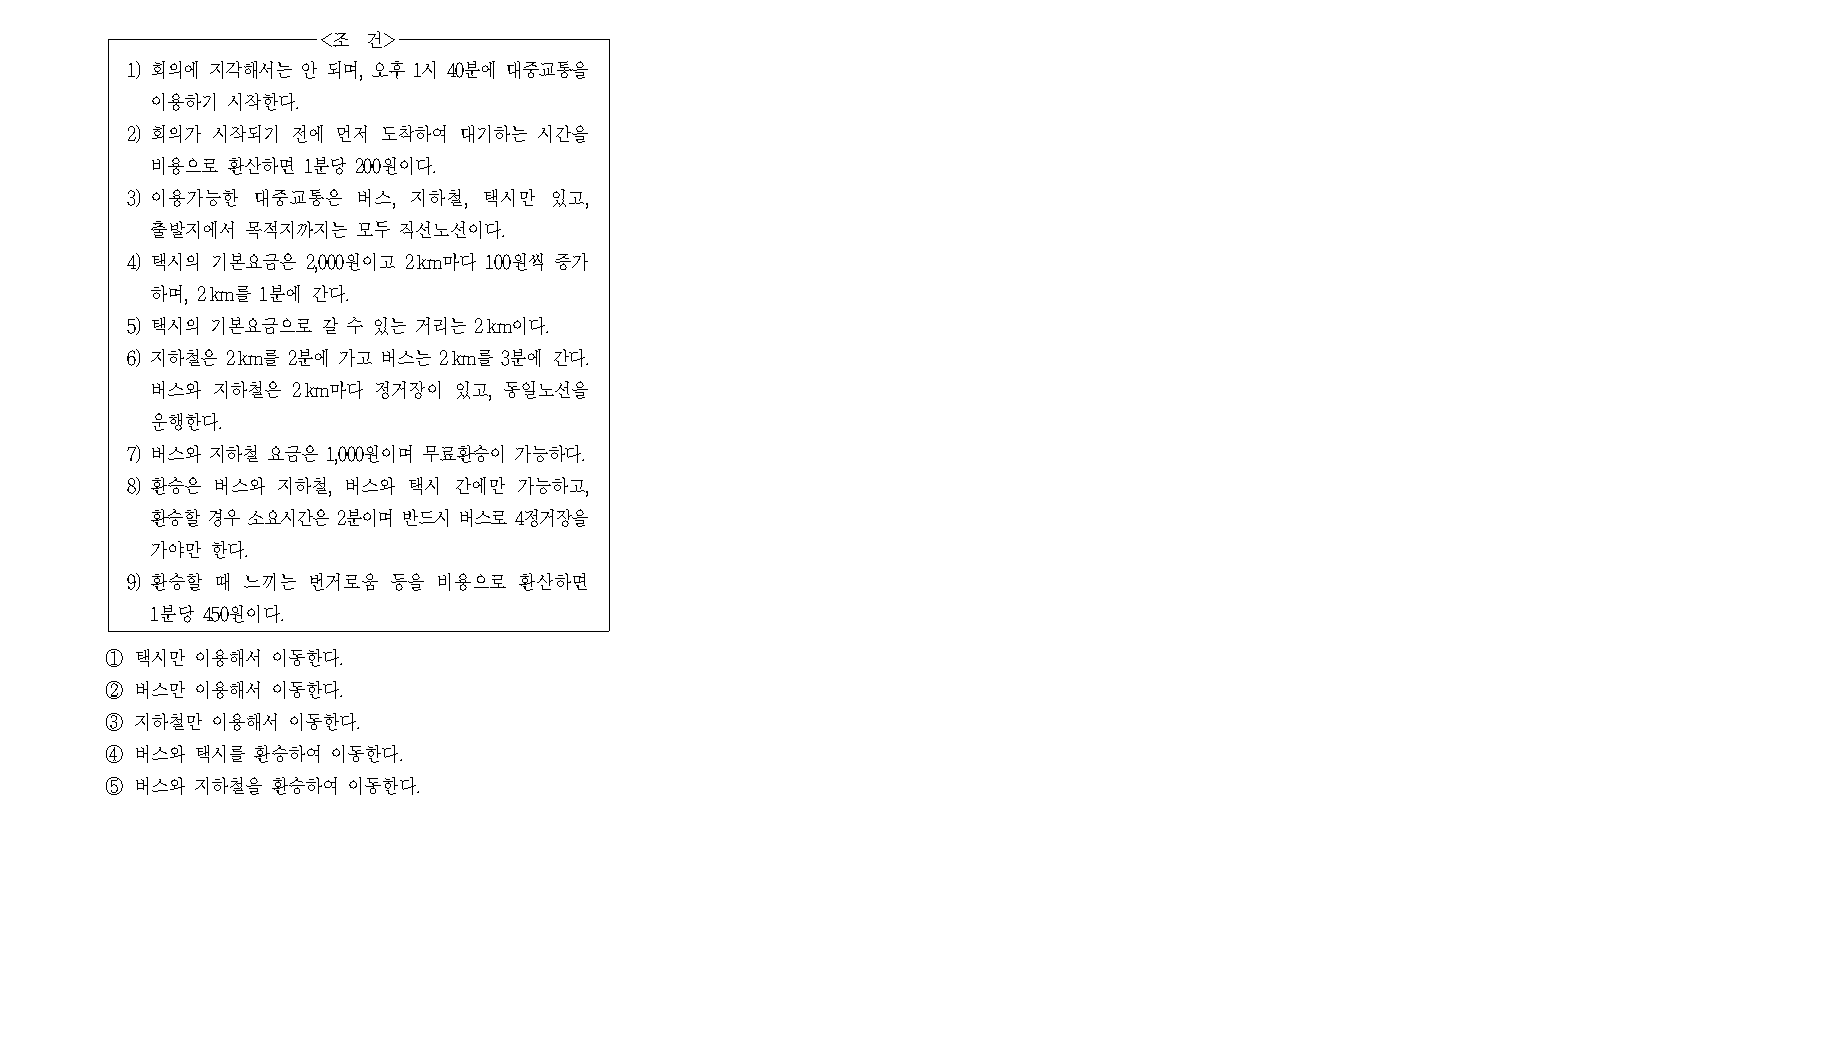 <조 건>
1) 회의에 지각해서는 안 되며, 오후 1시 40분에 대중교통을
이용하기 시작한다.
2) 회의가 시작되기 전에 먼저 도착하여 대기하는 시간을
비용으로 환산하면 1분당 200원이다.
3) 이용가능한 대중교통은 버스, 지하철, 택시만 있고,
출발지에서 목적지까지는 모두 직선노선이다.
4) 택시의 기본요금은 2,000원이고 2km마다 100원씩 증가
하며, 2km를 1분에 간다.
5) 택시의 기본요금으로 갈 수 있는 거리는 2km이다.
6) 지하철은 2km를 2분에 가고 버스는 2km를 3분에 간다.
버스와 지하철은 2km마다 정거장이 있고, 동일노선을
운행한다.
7) 버스와 지하철 요금은 1,000원이며 무료환승이 가능하다.
8) 환승은 버스와 지하철, 버스와 택시 간에만 가능하고,
환승할 경우 소요시간은 2분이며 반드시 버스로 4정거장을
가야만 한다.
9) 환승할 때 느끼는 번거로움 등을 비용으로 환산하면
1분당 450원이다.
① 택시만 이용해서 이동한다.
② 버스만 이용해서 이동한다.
③ 지하철만 이용해서 이동한다.
④ 버스와 택시를 환승하여 이동한다.
⑤ 버스와 지하철을 환승하여 이동한다.